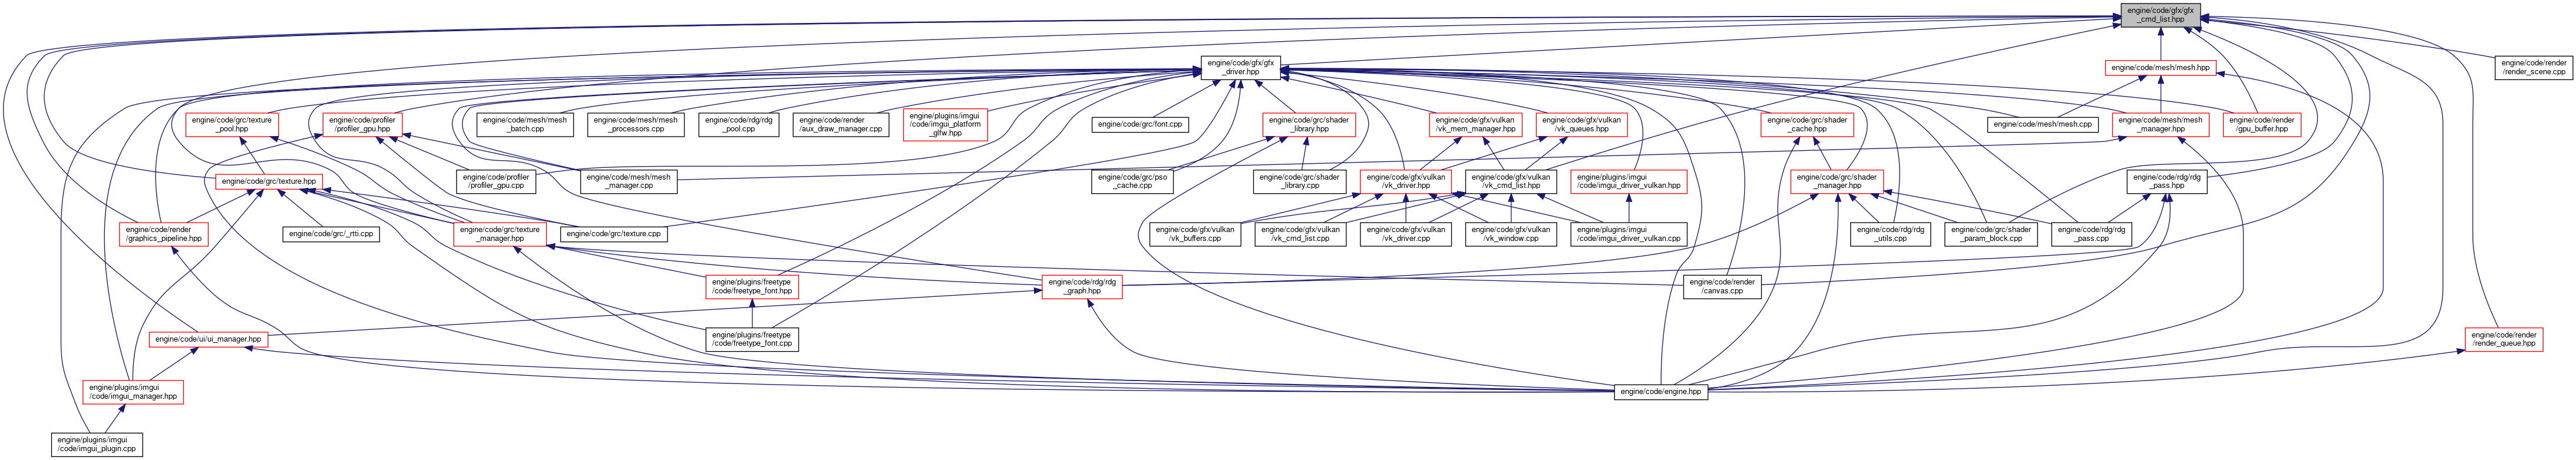 engine/code/gfx/gfx
_cmd_list.hpp
engine/code/gfx/gfx
_driver.hpp
engine/code/mesh/mesh.hpp
engine/code/render
/render_scene.cpp
engine/code/grc/texture
_pool.hpp
engine/code/profiler
/profiler_gpu.hpp
engine/code/mesh/mesh
_batch.cpp
engine/code/mesh/mesh
_processors.cpp
engine/code/rdg/rdg
_pool.cpp
engine/code/render
/aux_draw_manager.cpp
engine/plugins/imgui
/code/imgui_platform
_glfw.hpp
engine/code/grc/font.cpp
engine/code/grc/shader
_library.hpp
engine/code/gfx/vulkan
/vk_mem_manager.hpp
engine/code/gfx/vulkan
/vk_queues.hpp
engine/code/grc/shader
_cache.hpp
engine/code/mesh/mesh.cpp
engine/code/mesh/mesh
_manager.hpp
engine/code/render
/gpu_buffer.hpp
engine/code/grc/texture.hpp
engine/code/profiler
/profiler_gpu.cpp
engine/code/mesh/mesh
_manager.cpp
engine/code/grc/pso
_cache.cpp
engine/code/grc/shader
_library.cpp
engine/code/gfx/vulkan
/vk_driver.hpp
engine/code/gfx/vulkan
/vk_cmd_list.hpp
engine/plugins/imgui
/code/imgui_driver_vulkan.hpp
engine/code/grc/shader
_manager.hpp
engine/code/rdg/rdg
_pass.hpp
engine/code/render
/graphics_pipeline.hpp
engine/code/grc/_rtti.cpp
engine/code/grc/texture
_manager.hpp
engine/code/grc/texture.cpp
engine/code/gfx/vulkan
/vk_buffers.cpp
engine/code/gfx/vulkan
/vk_cmd_list.cpp
engine/code/gfx/vulkan
/vk_driver.cpp
engine/code/gfx/vulkan
/vk_window.cpp
engine/plugins/imgui
/code/imgui_driver_vulkan.cpp
engine/code/rdg/rdg
_utils.cpp
engine/code/grc/shader
_param_block.cpp
engine/code/rdg/rdg
_pass.cpp
engine/plugins/freetype
/code/freetype_font.hpp
engine/code/rdg/rdg
_graph.hpp
engine/code/render
/canvas.cpp
engine/code/ui/ui_manager.hpp
engine/plugins/freetype
/code/freetype_font.cpp
engine/code/render
/render_queue.hpp
engine/plugins/imgui
/code/imgui_manager.hpp
engine/code/engine.hpp
engine/plugins/imgui
/code/imgui_plugin.cpp